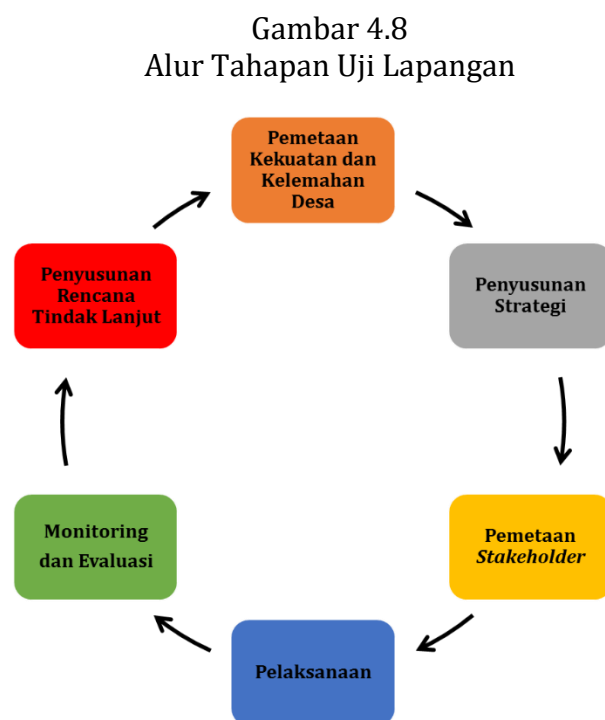 Gambar 4.8
Alur Tahapan Uji Lapangan
Pemetaan
Kekuatan dan
Kelemahan
Desa
Penyusunan
Strategi
Pemetaan
Stakeholder
Pelaksanaan
Monitoring
dan Evaluasi
Penyusunan
Rencana
Tindak Lanjut